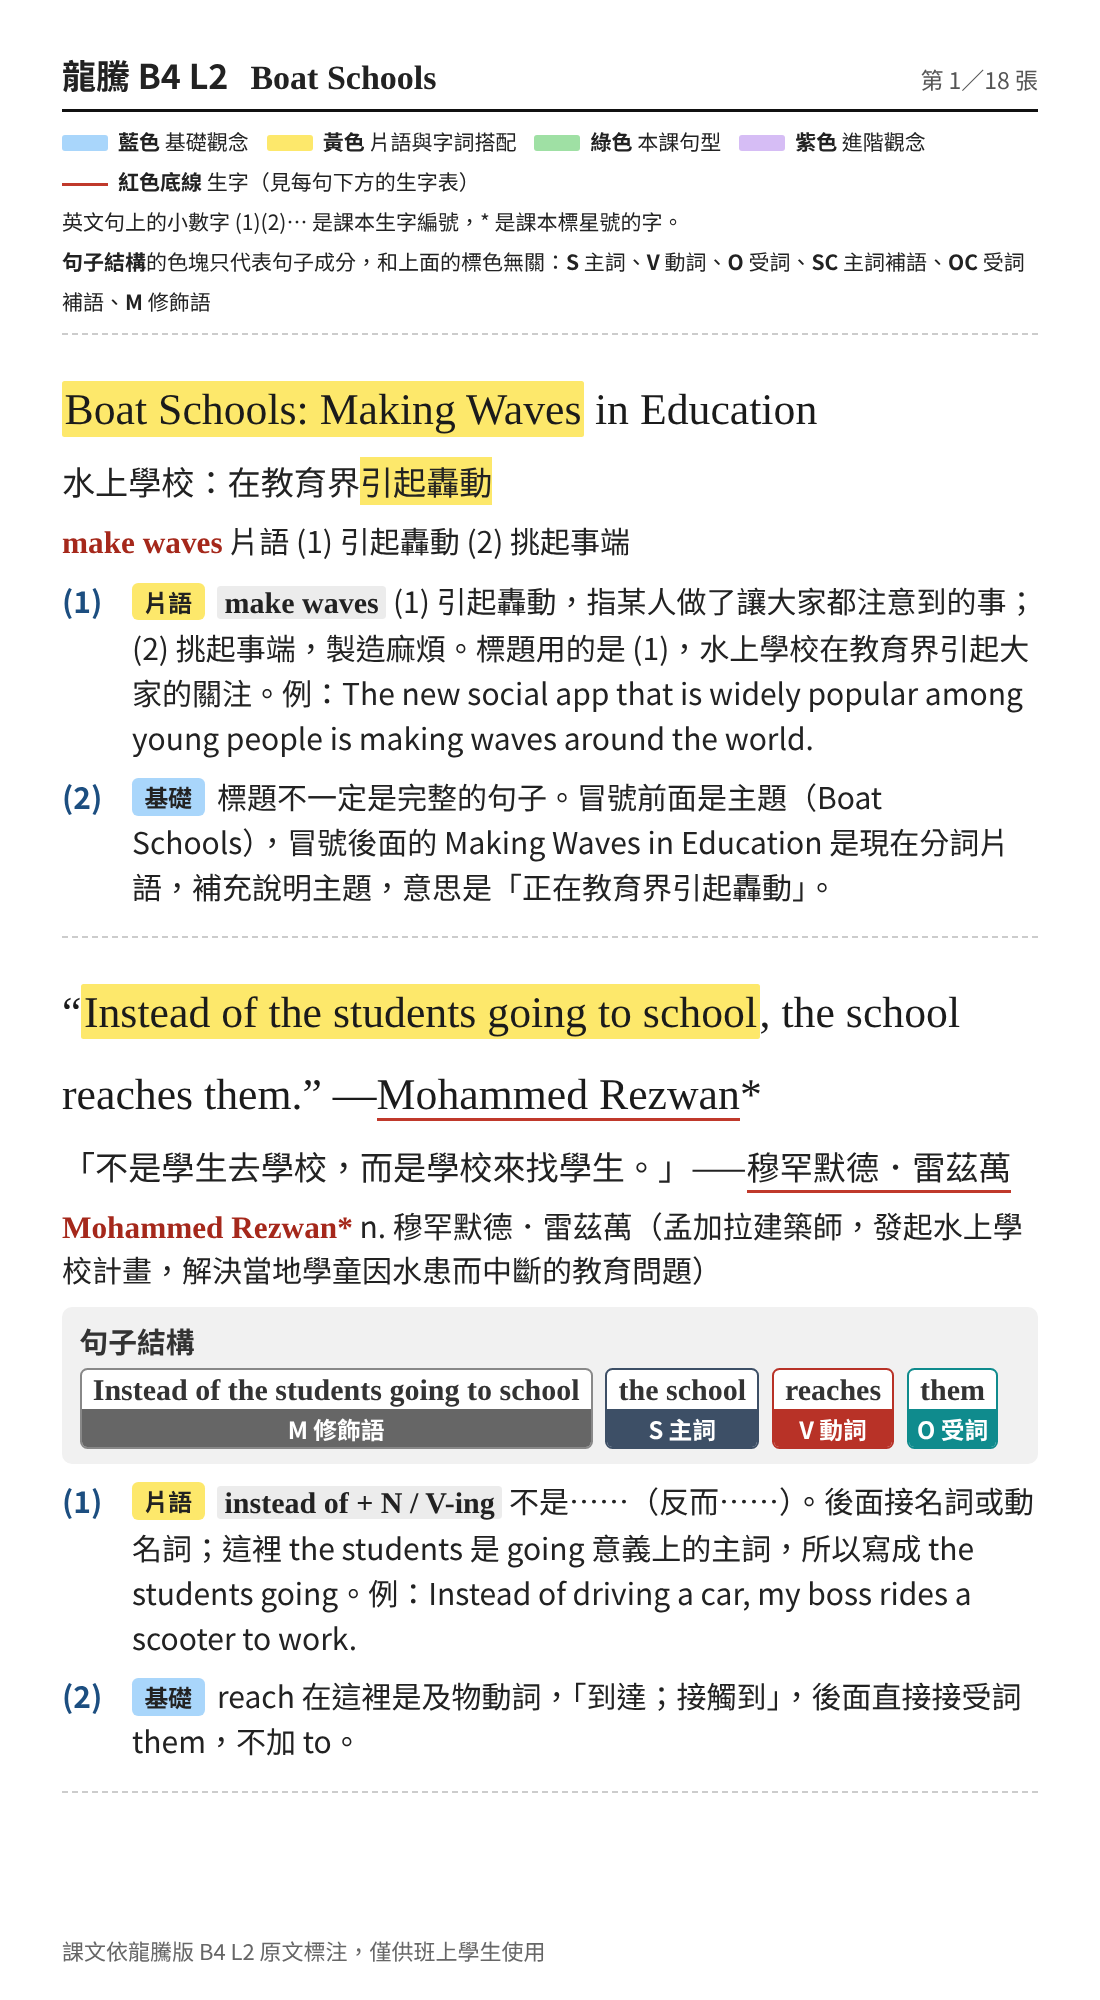 龍騰 B4 L2 Boat Schools
第 1／18 張
藍色 基礎觀念 黃色 片語與字詞搭配 綠色 本課句型 紫色 進階觀念
紅色底線 生字（見每句下方的生字表）
英文句上的小數字 (1)(2)⋯ 是課本生字編號，* 是課本標星號的字。
句子結構的色塊只代表句子成分，和上面的標色無關：S 主詞、V 動詞、O 受詞、SC 主詞補語、OC 受詞
補語、M 修飾語
Boat Schools: Making Waves in Education
水上學校：在教育界引起轟動
make waves 片語 (1) 引起轟動 (2) 挑起事端
(1) 片語 make waves (1) 引起轟動，指某人做了讓大家都注意到的事；
(2) 挑起事端，製造麻煩。標題用的是 (1)，水上學校在教育界引起大
家的關注。例：The new social app that is widely popular among
young people is making waves around the world.
(2) 基礎 標題不一定是完整的句子。冒號前面是主題（Boat
Schools），冒號後面的 Making Waves in Education 是現在分詞片
語，補充說明主題，意思是「正在教育界引起轟動」。
“Instead of the students going to school, the school
reaches them.” —Mohammed Rezwan*
「不是學生去學校，而是學校來找學生。」——穆罕默德．雷茲萬
Mohammed Rezwan* n. 穆罕默德．雷茲萬（孟加拉建築師，發起水上學
校計畫，解決當地學童因水患而中斷的教育問題）
句子結構
Instead of the students going to school the school reaches them
M 修飾語 S 主詞 V 動詞 O 受詞
(1) 片語 instead of + N / V-ing 不是⋯⋯（反而⋯⋯）。後面接名詞或動
名詞；這裡 the students 是 going 意義上的主詞，所以寫成 the
students going。例：Instead of driving a car, my boss rides a
scooter to work.
(2) 基礎 reach 在這裡是及物動詞，「到達；接觸到」，後面直接接受詞
them，不加 to。
課文依龍騰版 B4 L2 原文標注，僅供班上學生使用